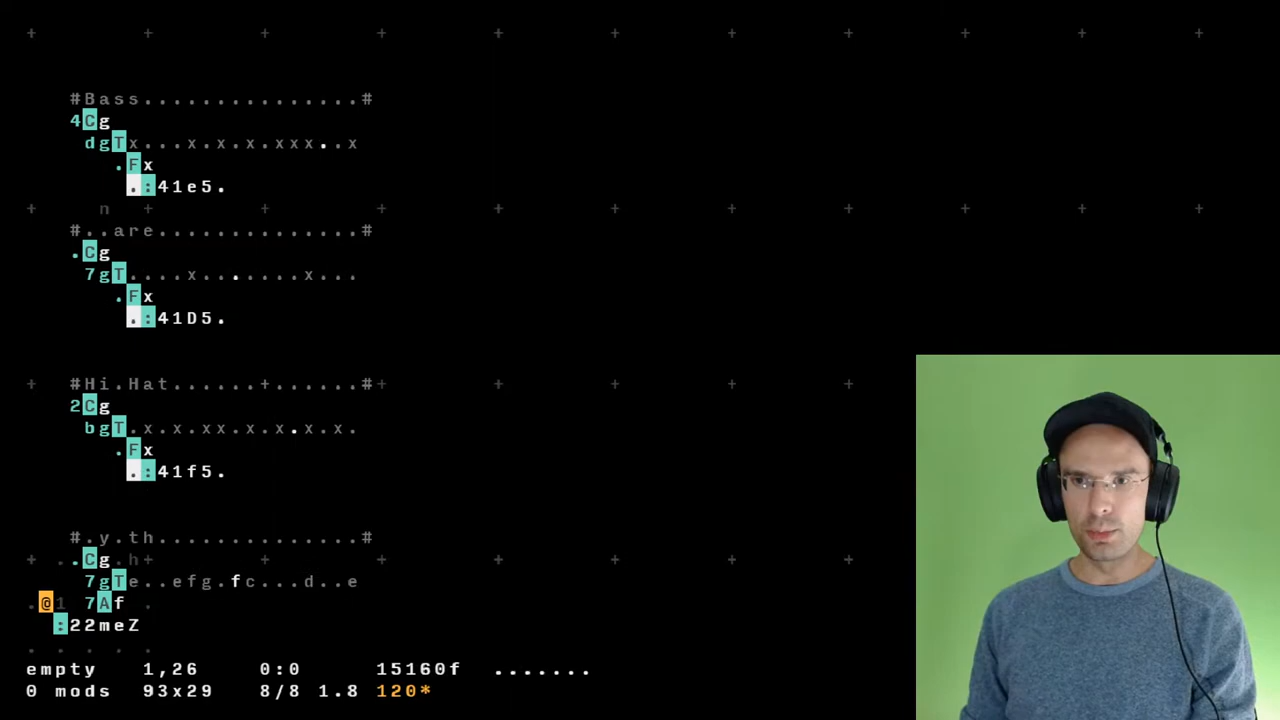 #Bass...............#
4Cg
dgTx...x.x.x.xxx..x
.Fx
.:41e5.
n
#..are..............#
.Cg
7gT....x.......x...
.Fx
.:41D5.
#Hi.Hat......+......#
2Cg
bgT.x.x.xx.x.x.x.x.
.Fx
.:41f5.
#.y.th..............#
..Cg.h
7gTe..efg.fc...d..e
.@1 7Af .
:22meZ
. . . . .
empty 1,26 0:0 15160f .......
0 mods 93x29 8/8 1.8 120*